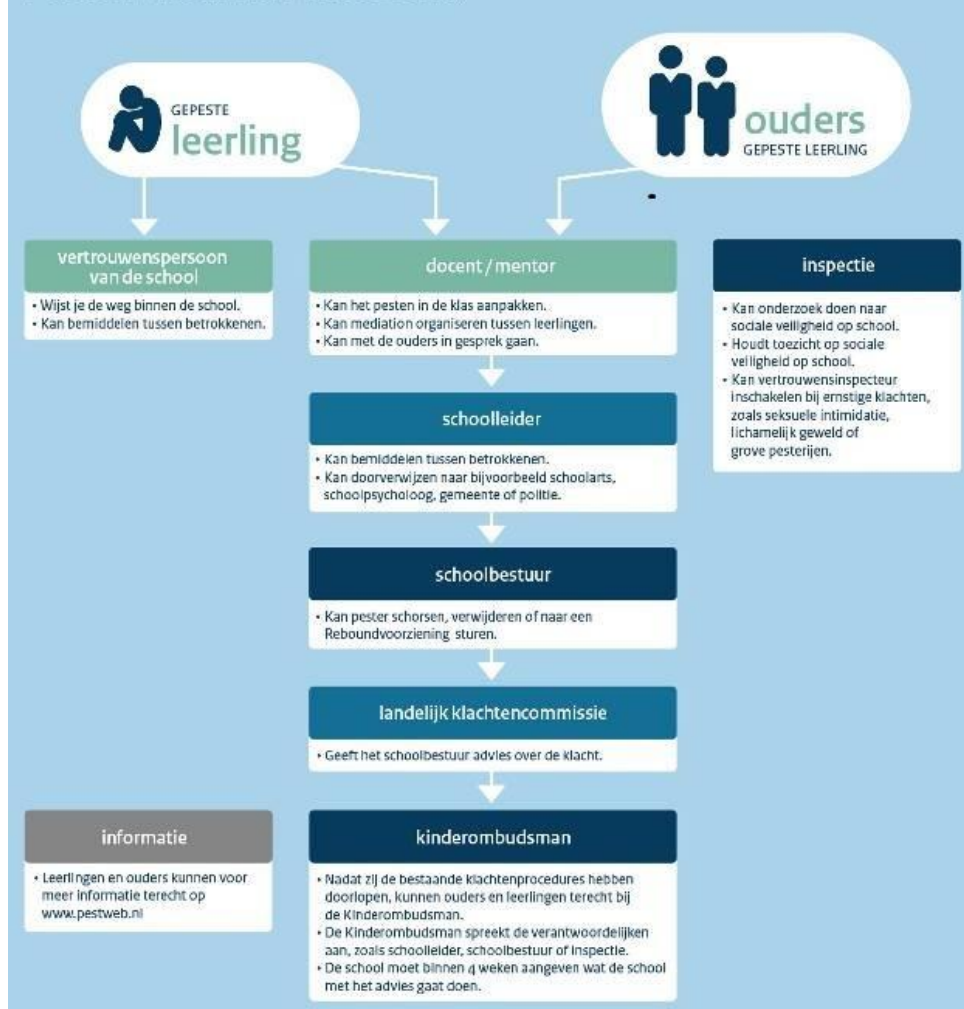 GEPESTE
leerling
ouders
GEPESTE LEERLING
vertrouwenspersoon
van de school
• Wijst je de weg binnen de school.
• Kan bemiddelen tussen betrokkenen.
docent / mentor
• Kan het pesten in de klas aanpakken.
• Kan mediation organiseren tussen leerlingen.
• Kan met de ouders in gesprek gaan.
inspectie
• Kan onderzoek doen naar
sociale veiligheid op school.
• Houdt toezicht op sociale
veiligheid op school.
• Kan vertrouwensinspecteur
inschakelen bij ernstige klachten,
zoals seksuele intimidatie,
lichamelijk geweld of
grove pesterijen.
schoolleider
• Kan bemiddelen tussen betrokkenen.
• Kan doorverwijzen naar bijvoorbeeld schoolarts,
schoolpsycholoog, gemeente of politie.
schoolbestuur
• Kan pester schorsen, verwijderen of naar een
Reboundvoorziening sturen.
landelijk klachtencommissie
• Geeft het schoolbestuur advies over de klacht.
informatie
• Leerlingen en ouders kunnen voor
meer informatie terecht op
www.pestweb.nl
kinderombudsman
• Nadat zij de bestaande klachtenprocedures hebben
doorlopen, kunnen ouders en leerlingen terecht bij
de Kinderombudsman.
• De Kinderombudsman spreekt de verantwoordelijken
aan, zoals schoolleider, schoolbestuur of inspectie.
• De school moet binnen 4 weken aangeven wat de school
met het advies gaat doen.